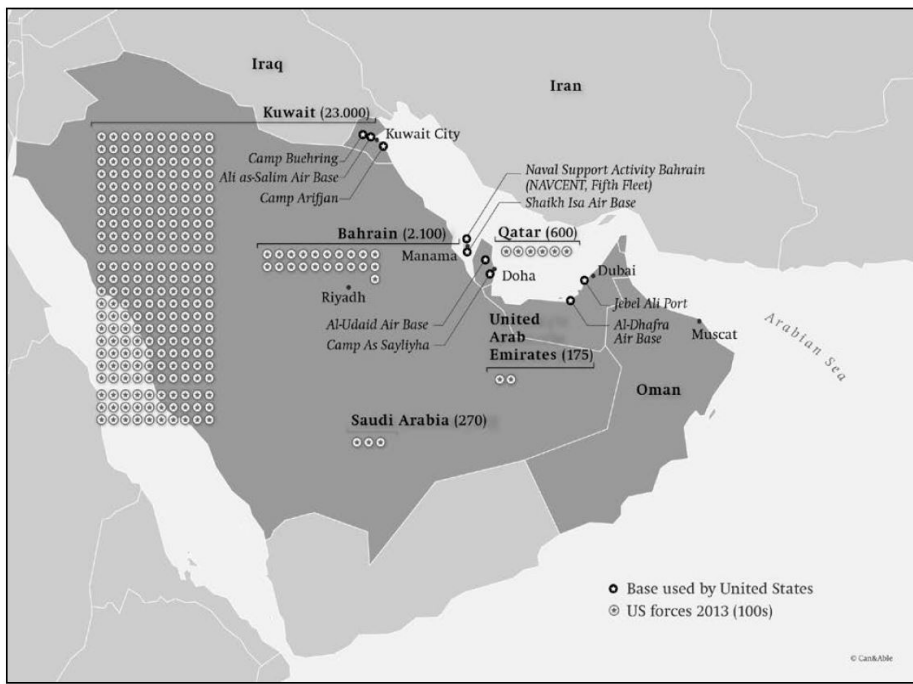 Iraq
Iran
Kuwait (23.000)
Kuwait City
Camp Buehring
Ali as-Salim Air Base
Camp Arifjan
Naval Support Activity Bahrain
(NAVCENT, Fifth Fleet)
Shaikh Isa Air Base
Bahrain (2.100)
Qatar (600)
Manama
Doha
Dubai
Riyadh
Jebel Ali Port
Al-Udaid Air Base
Camp As Sayliyha
United
Arab
Emirates (175)
Al-Dhafra
Air Base
Muscat
Arabian Sea
Oman
Saudi Arabia (270)
Base used by United States
US forces 2013 (100s)
© Can&Able